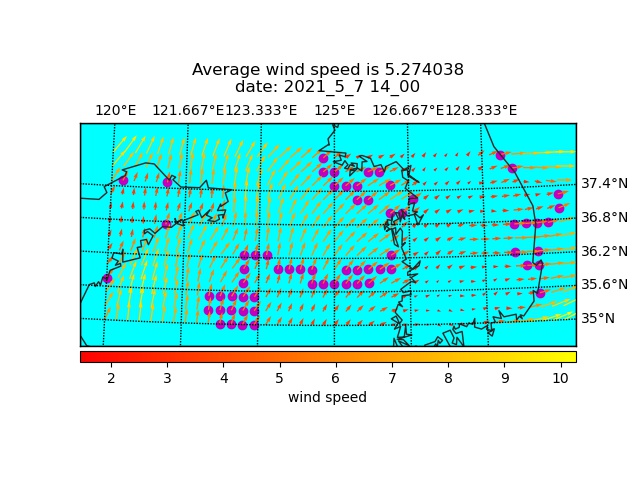 Average wind speed is 5.274038
date: 2021_5_7 14_00
120°E 121.667°E 123.333°E 125°E 126.667°E 128.333°E
37.4°N
36.8°N
36.2°N
35.6°N
35°N
2 3 4 5 6 7 8 9 10
wind speed